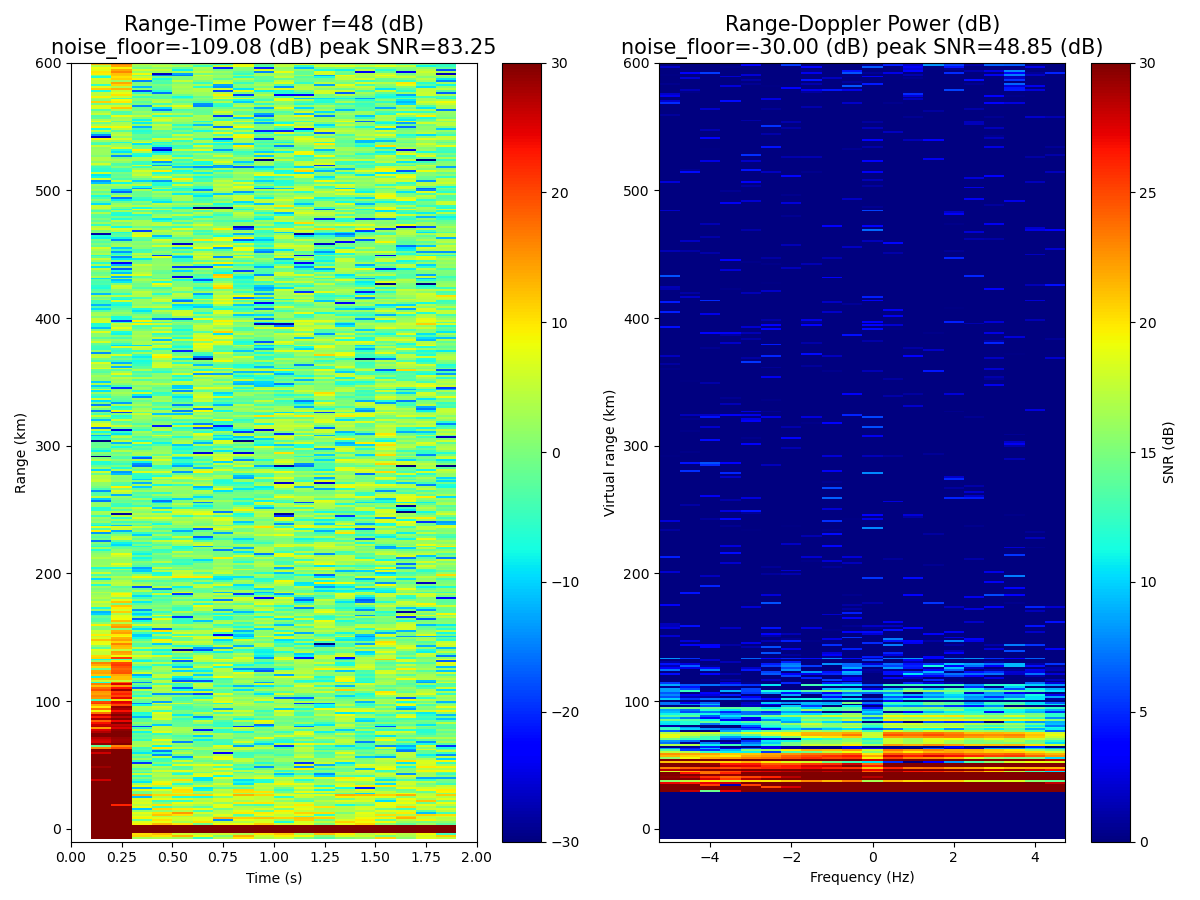 Range-Time Power f=48 (dB)
noise_floor=-109.08 (dB) peak SNR=83.25
Range (km)
600
500
400
300
200
100
0
0.00 0.25 0.50 0.75 1.00 1.25 1.50 1.75 2.00
Time (s)
30
20
10
0
−10
−20
−30
Range-Doppler Power (dB)
noise_floor=-30.00 (dB) peak SNR=48.85 (dB)
Virtual range (km)
600
500
400
300
200
100
0
−4 −2 0 2 4
Frequency (Hz)
30
25
20
15
10
5
0
SNR (dB)